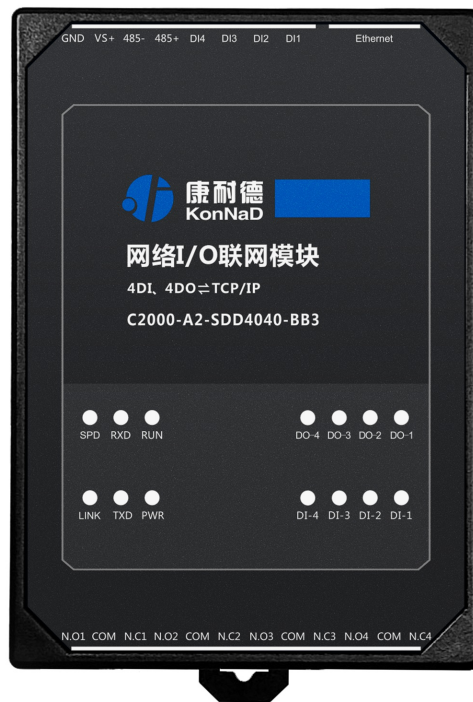 GND VS+ 485- 485+ DI4 DI3 DI2 DI1 Ethernet
康耐德
KonNaD
网络I/O联网模块
4DI、4DO⇌TCP/IP
C2000-A2-SDD4040-BB3
SPD RXD RUN DO-4 DO-3 DO-2 DO-1
LINK TXD PWR DI-4 DI-3 DI-2 DI-1
N.O1 COM N.C1 N.O2 COM N.C2 N.O3 COM N.C3 N.O4 COM N.C4